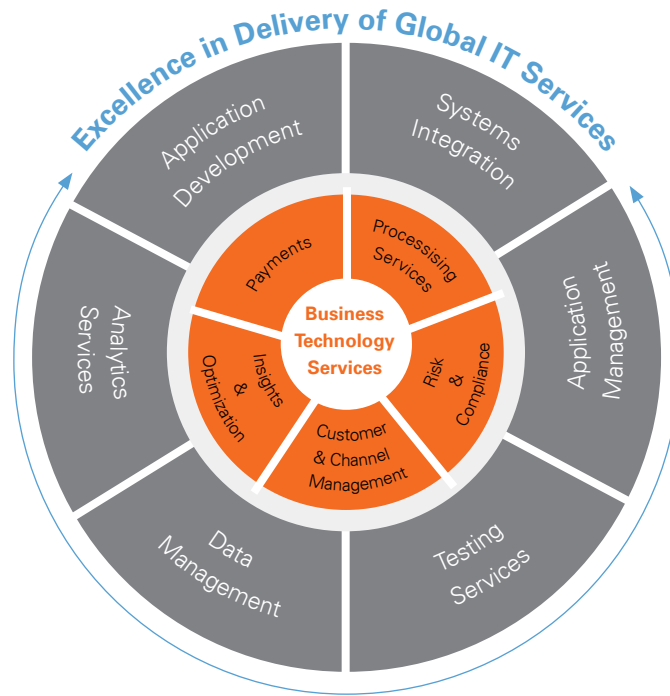 Excellence in Delivery of Global IT Services
Application
Development
Systems
Integration
Application
Management
Testing
Services
Data
Management
Analytics
Services
Payments
Processising
Services
Risk
&
Compliance
Customer
& Channel
Management
Insights
&
Optimization
Business
Technology
Services